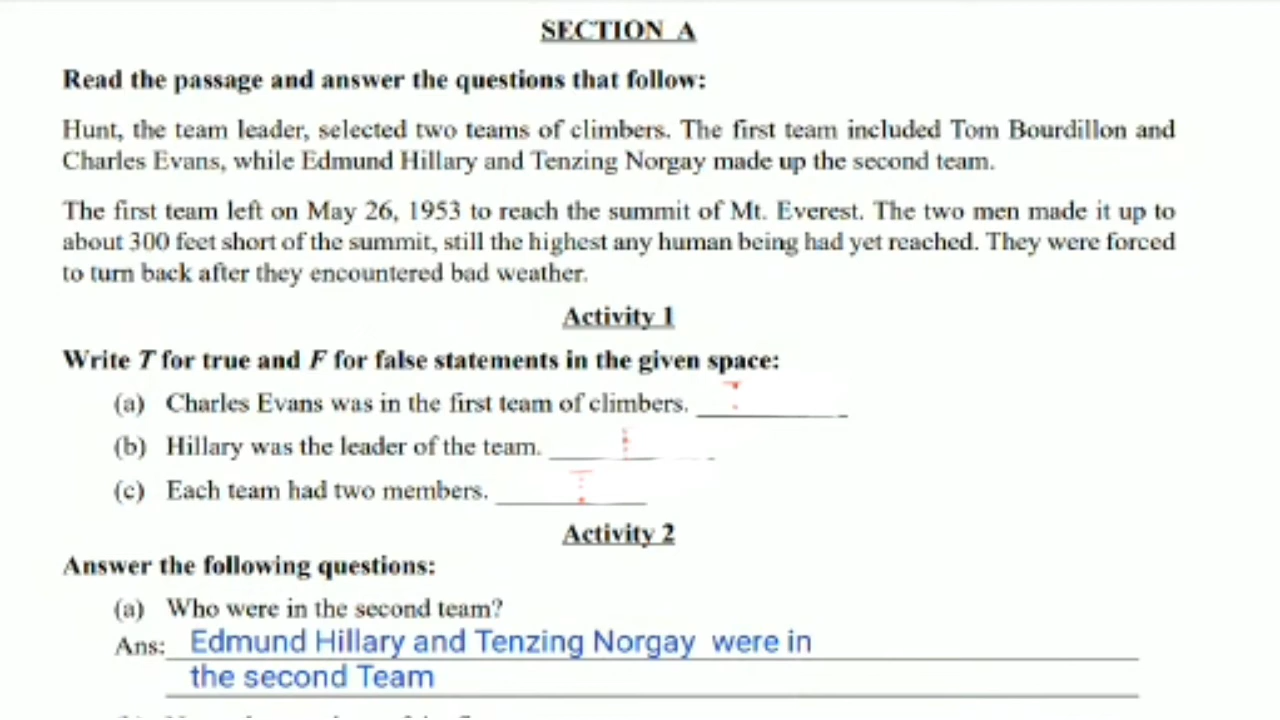 SECTION A
Read the passage and answer the questions that follow:
Hunt, the team leader, selected two teams of climbers. The first team included Tom Bourdillon and
Charles Evans, while Edmund Hillary and Tenzing Norgay made up the second team.
The first team left on May 26, 1953 to reach the summit of Mt. Everest. The two men made it up to
about 300 feet short of the summit, still the highest any human being had yet reached. They were forced
to turn back after they encountered bad weather.
Activity 1
Write T for true and F for false statements in the given space:
(a) Charles Evans was in the first team of climbers.
(b) Hillary was the leader of the team.
(c) Each team had two members.
Activity 2
Answer the following questions:
(a) Who were in the second team?
Ans: Edmund Hillary and Tenzing Norgay were in
the second Team